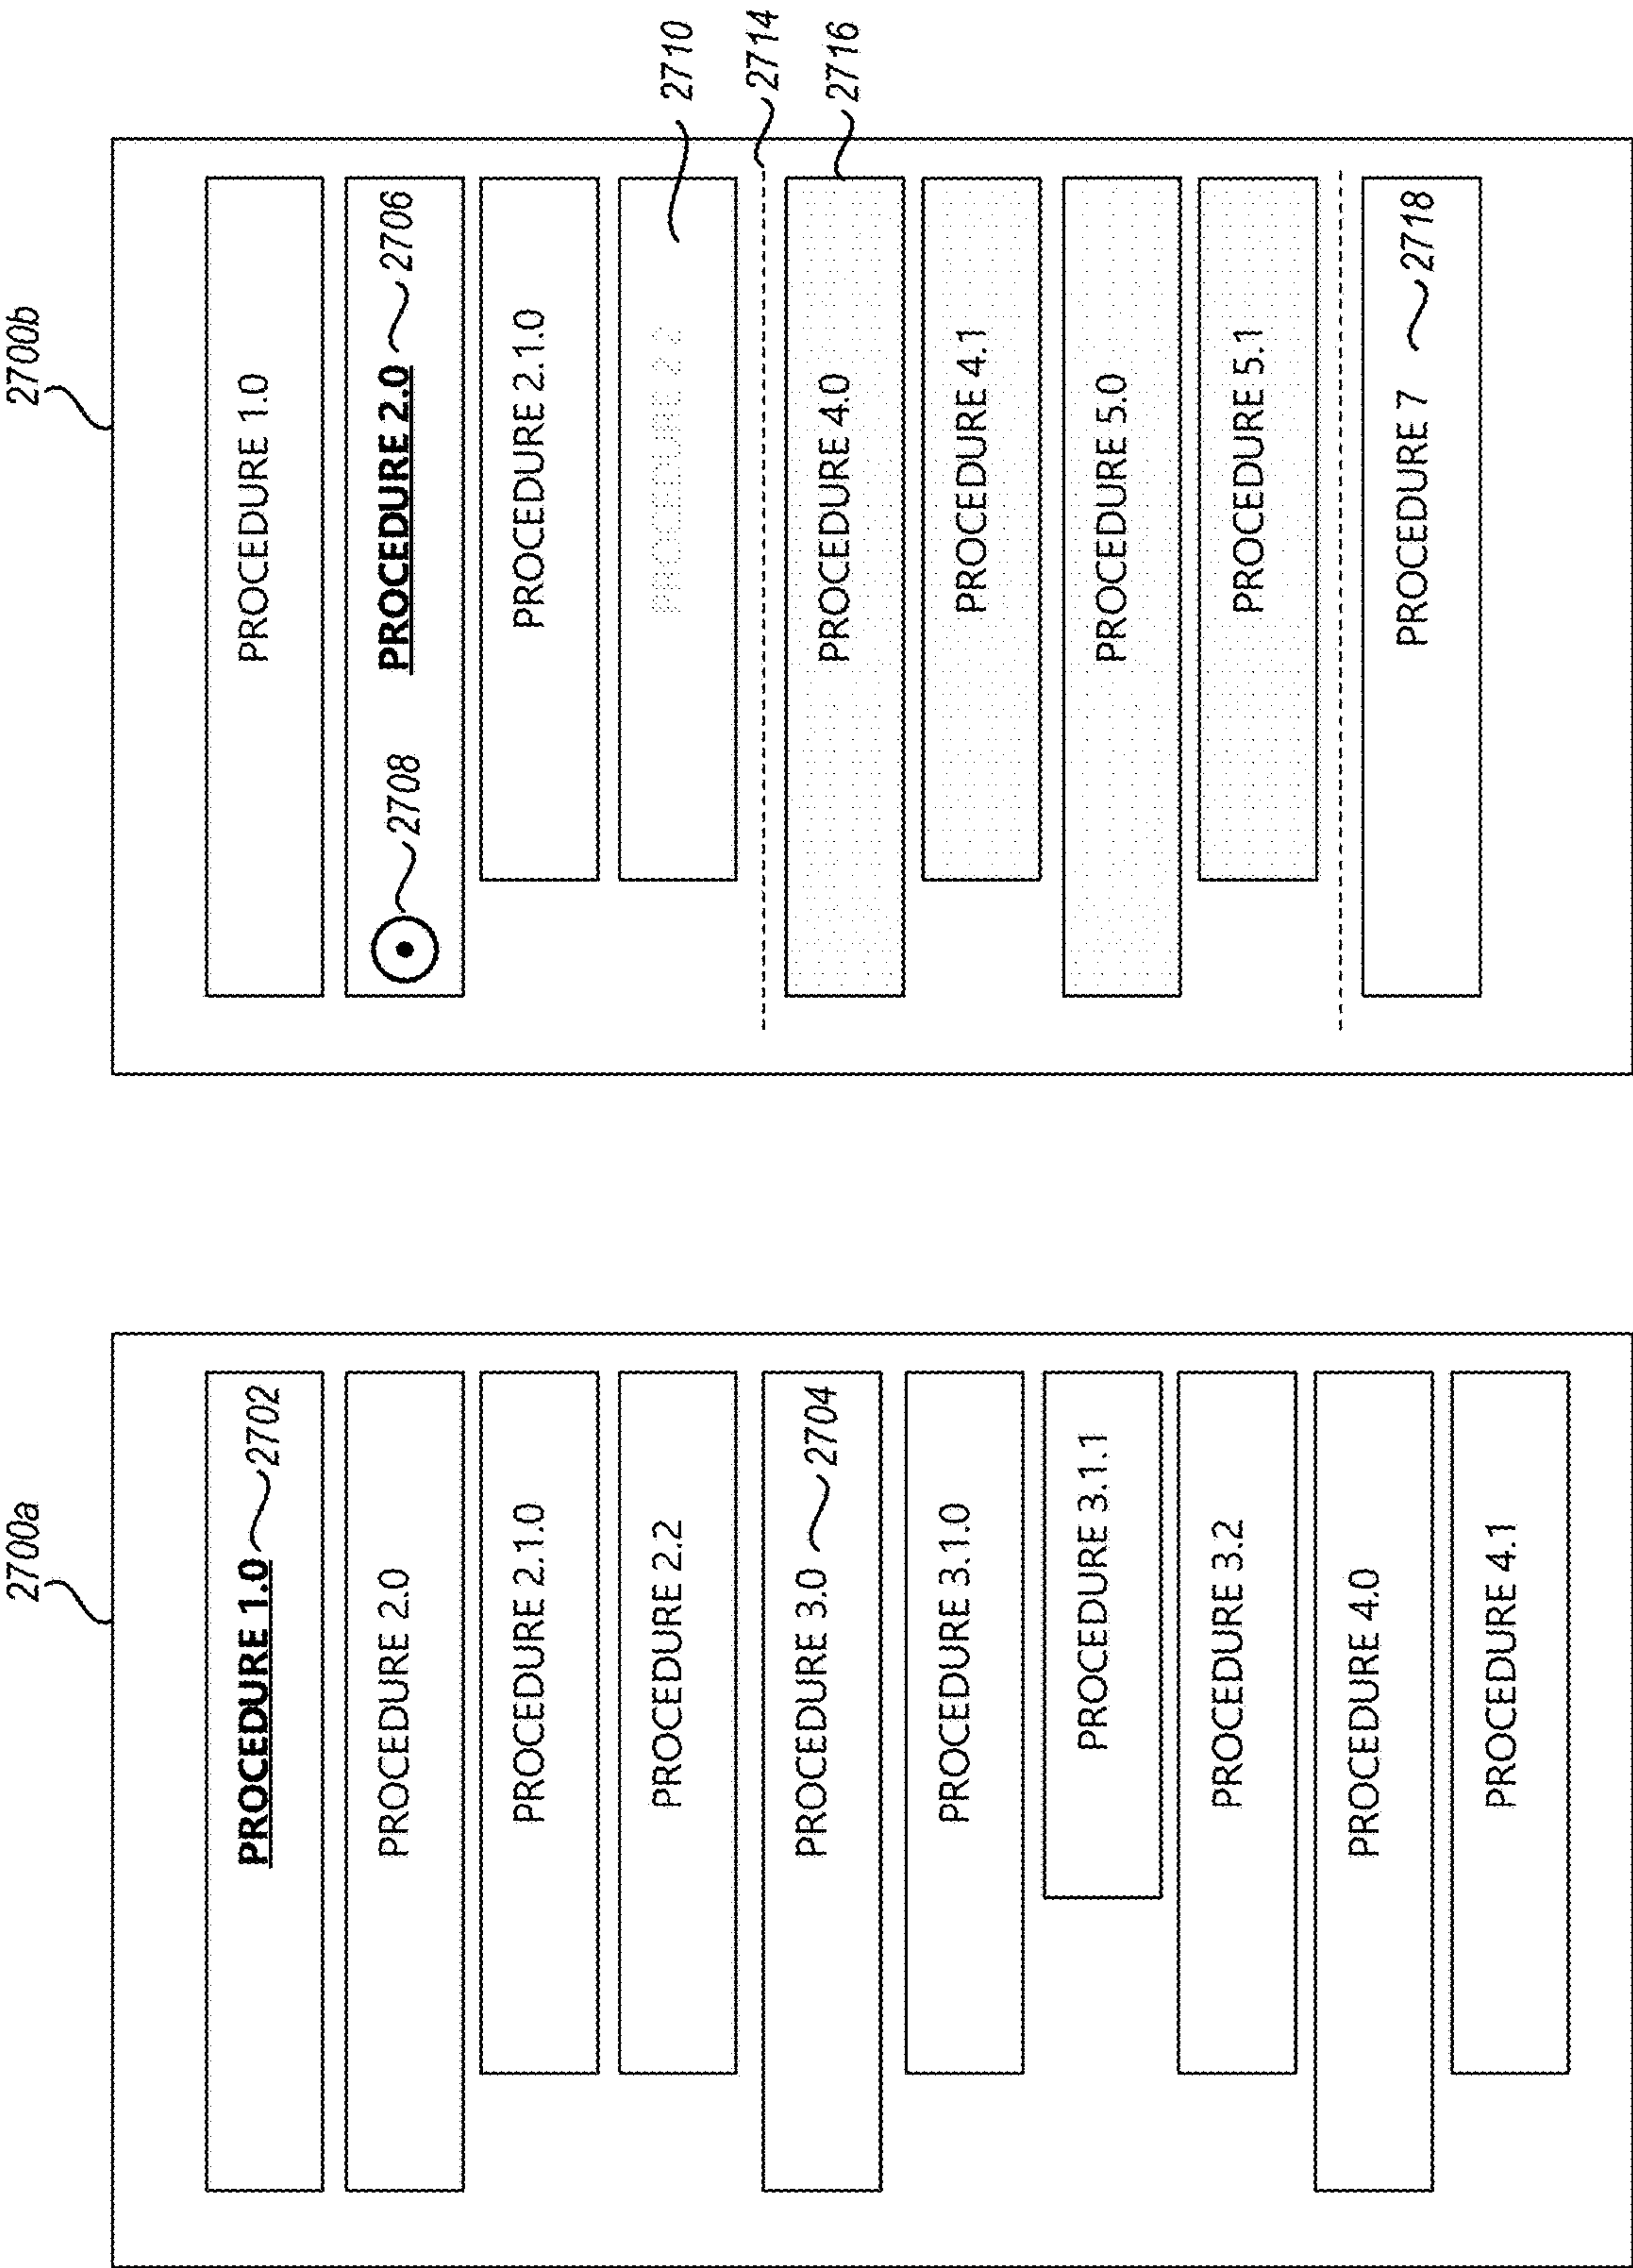 2700a
PROCEDURE 1.0 2702
PROCEDURE 2.0
PROCEDURE 2.1.0
PROCEDURE 2.2
PROCEDURE 3.0 2704
PROCEDURE 3.1.0
PROCEDURE 3.1.1
PROCEDURE 3.2
PROCEDURE 4.0
PROCEDURE 4.1
2700b
PROCEDURE 1.0
2708 PROCEDURE 2.0 2706
PROCEDURE 2.1.0
PROCEDURE 2.2 2710
2714
PROCEDURE 4.0 2716
PROCEDURE 4.1
PROCEDURE 5.0
PROCEDURE 5.1
PROCEDURE 7 2718